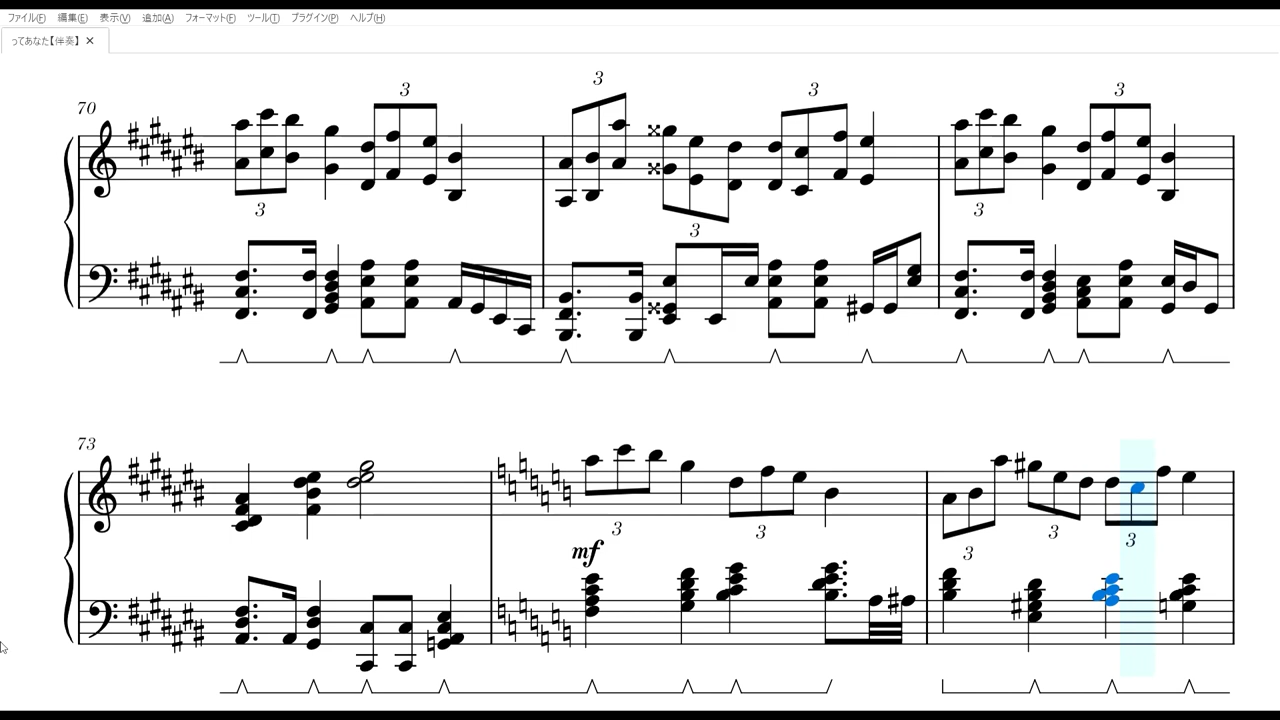 ファイル(F) 編集(E) 表示(V) 追加(A) フォーマット(F) ツール(T) プラグイン(P) ヘルプ(H)
ってあなた【伴奏】 ✕
70
3 3 3 3
3 3 3
73
3 3
mf
3 3 3